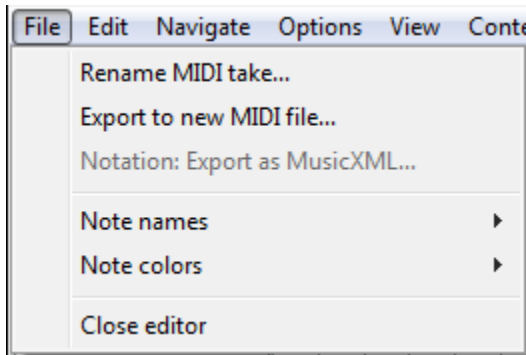 File Edit Navigate Options View
Rename MIDI take...
Export to new MIDI file...
Notation: Export as MusicXML...
Note names
Note colors
Close editor